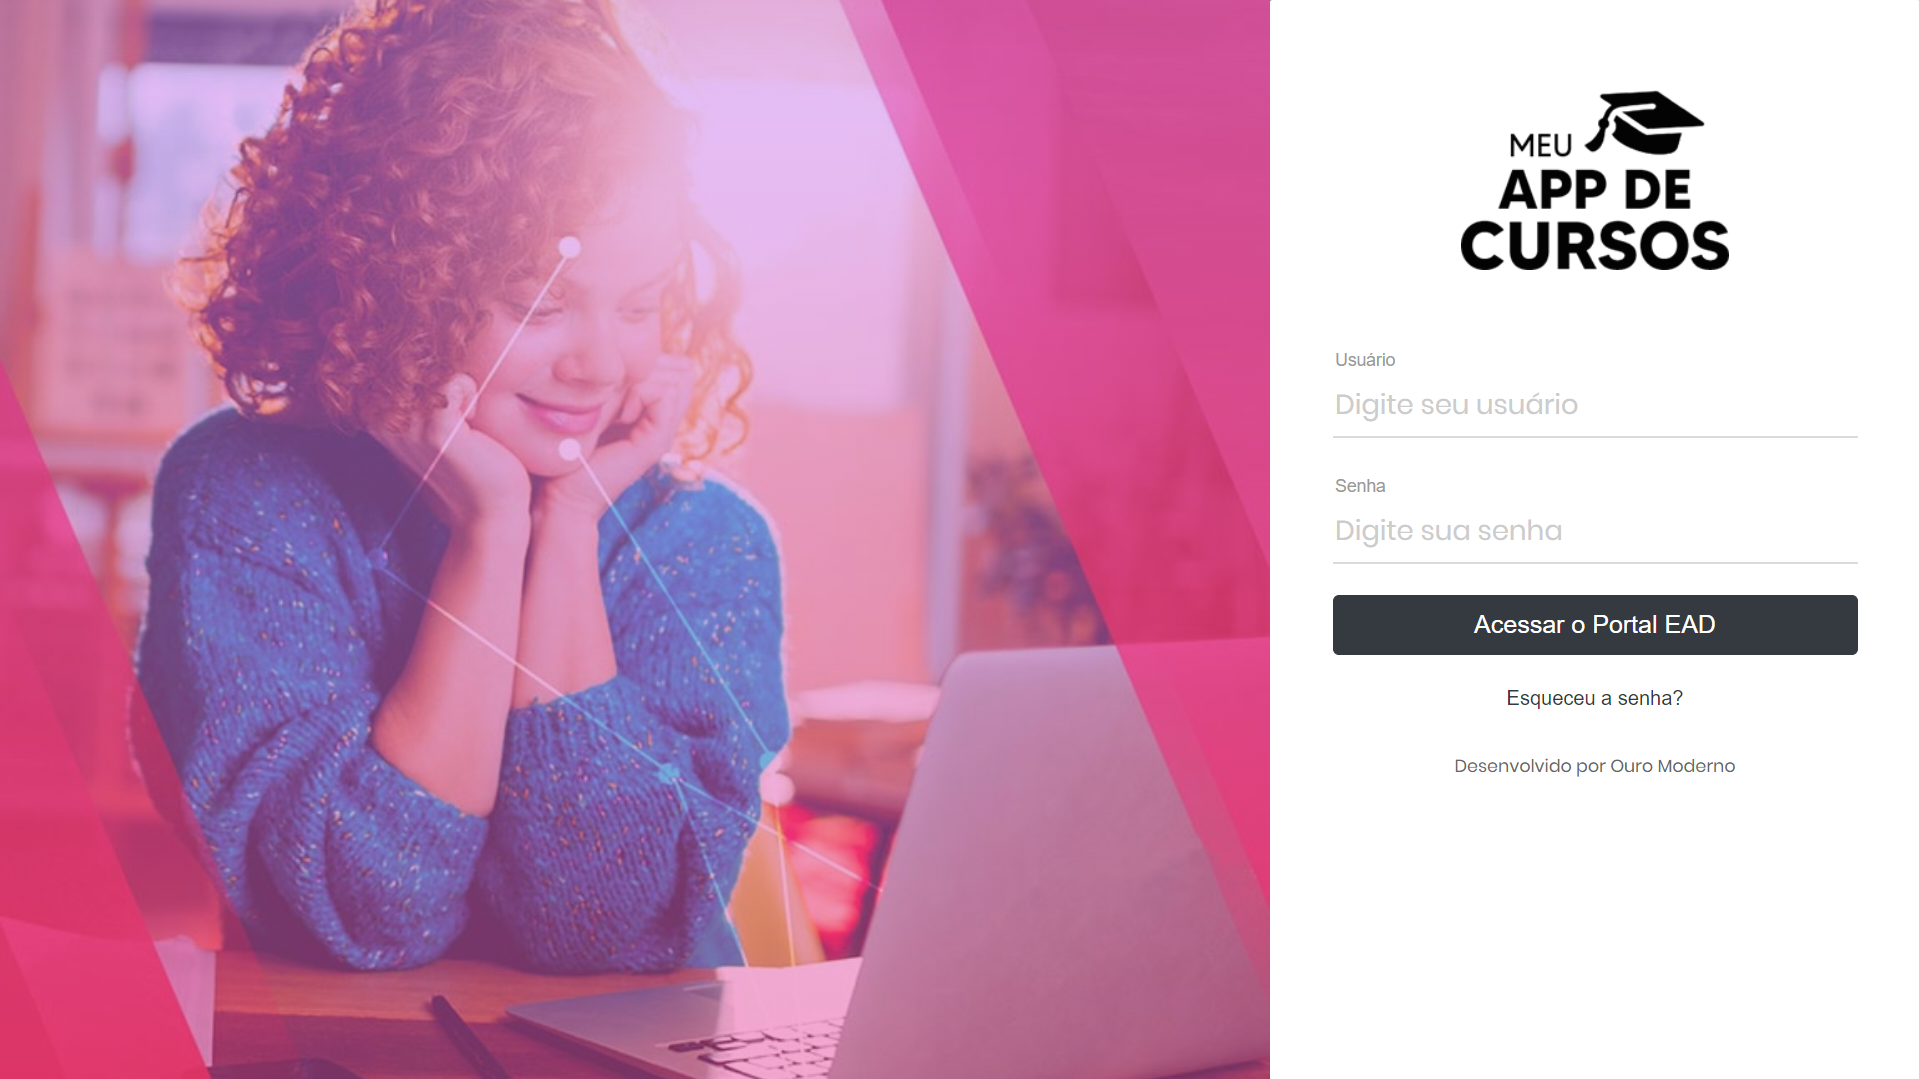 MEU
APP DE
CURSOS
Usuário
Digite seu usuário
Senha
Digite sua senha
Acessar o Portal EAD
Esqueceu a senha?
Desenvolvido por Ouro Moderno